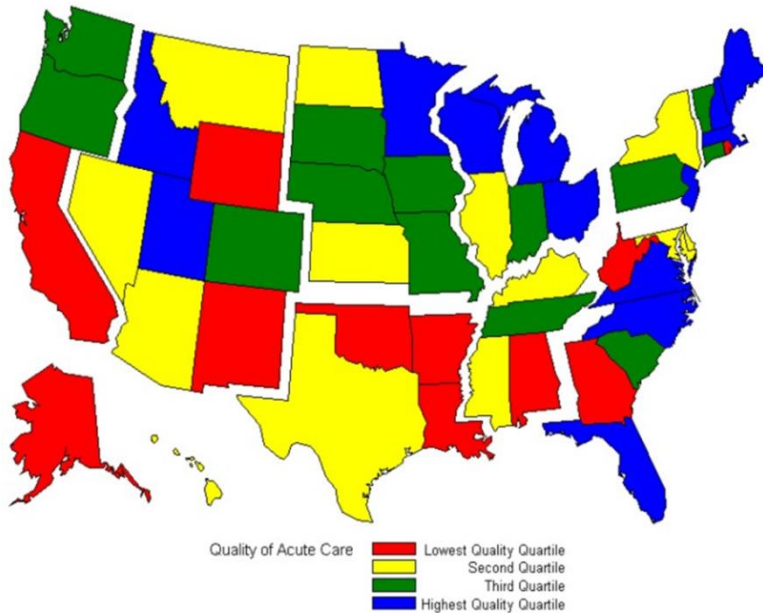 Quality of Acute Care
Lowest Quality Quartile
Second Quartile
Third Quartile
Highest Quality Quartile